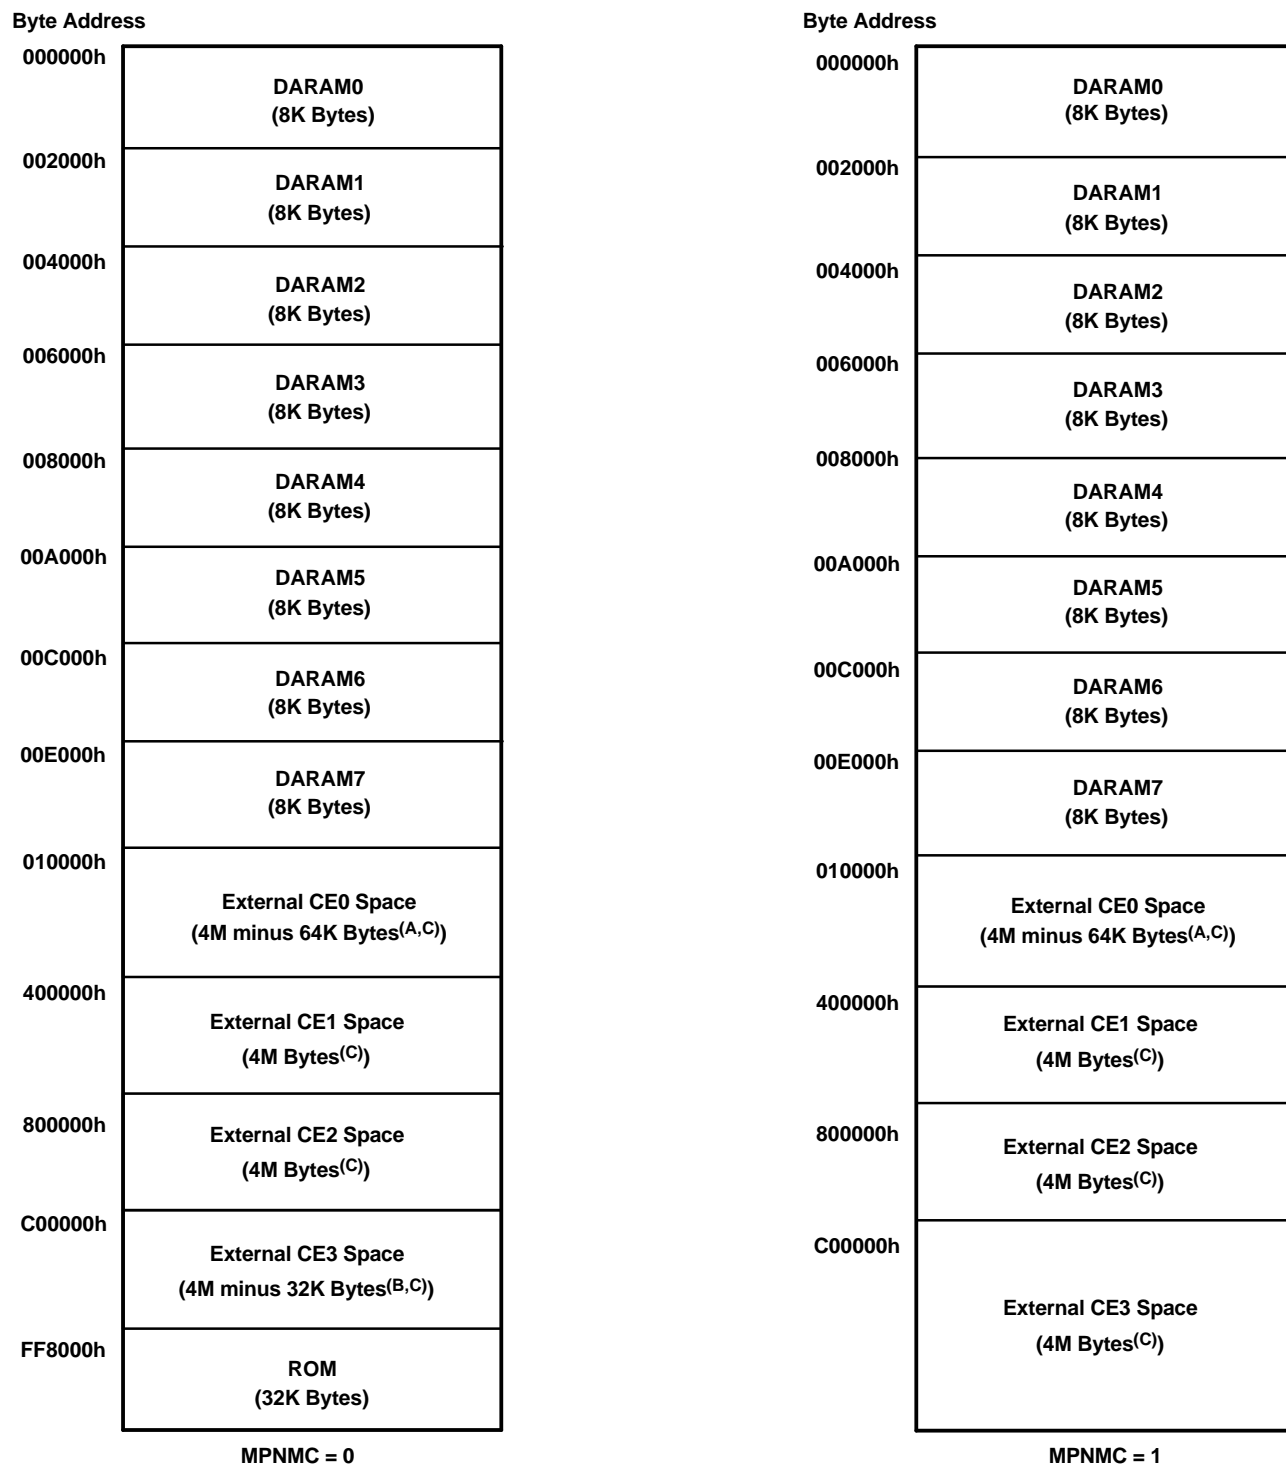 Byte Address
000000h
DARAM0
(8K Bytes)
002000h
DARAM1
(8K Bytes)
004000h
DARAM2
(8K Bytes)
006000h
DARAM3
(8K Bytes)
008000h
DARAM4
(8K Bytes)
00A000h
DARAM5
(8K Bytes)
00C000h
DARAM6
(8K Bytes)
00E000h
DARAM7
(8K Bytes)
010000h
External CE0 Space
(4M minus 64K Bytes(A,C))
400000h
External CE1 Space
(4M Bytes(C))
800000h
External CE2 Space
(4M Bytes(C))
C00000h
External CE3 Space
(4M minus 32K Bytes(B,C))
FF8000h
ROM
(32K Bytes)
MPNMC = 0
Byte Address
000000h
DARAM0
(8K Bytes)
002000h
DARAM1
(8K Bytes)
004000h
DARAM2
(8K Bytes)
006000h
DARAM3
(8K Bytes)
008000h
DARAM4
(8K Bytes)
00A000h
DARAM5
(8K Bytes)
00C000h
DARAM6
(8K Bytes)
00E000h
DARAM7
(8K Bytes)
010000h
External CE0 Space
(4M minus 64K Bytes(A,C))
400000h
External CE1 Space
(4M Bytes(C))
800000h
External CE2 Space
(4M Bytes(C))
C00000h
External CE3 Space
(4M Bytes(C))
MPNMC = 1